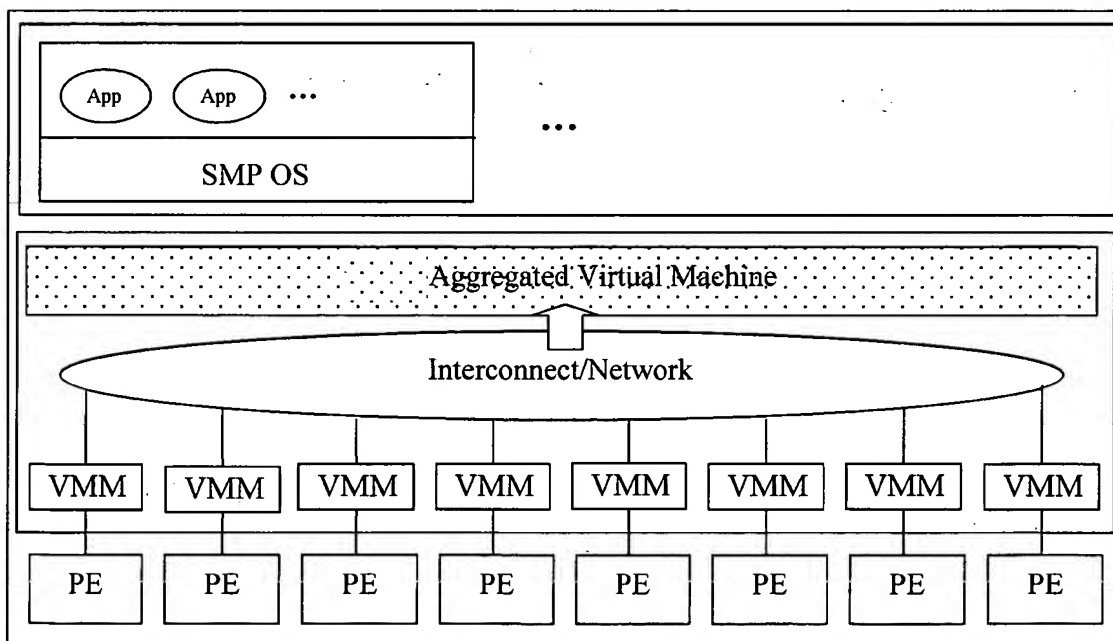 App App ...
...
SMP OS
Aggregated Virtual Machine
Interconnect/Network
VMM VMM VMM VMM VMM VMM VMM VMM
PE PE PE PE PE PE PE PE